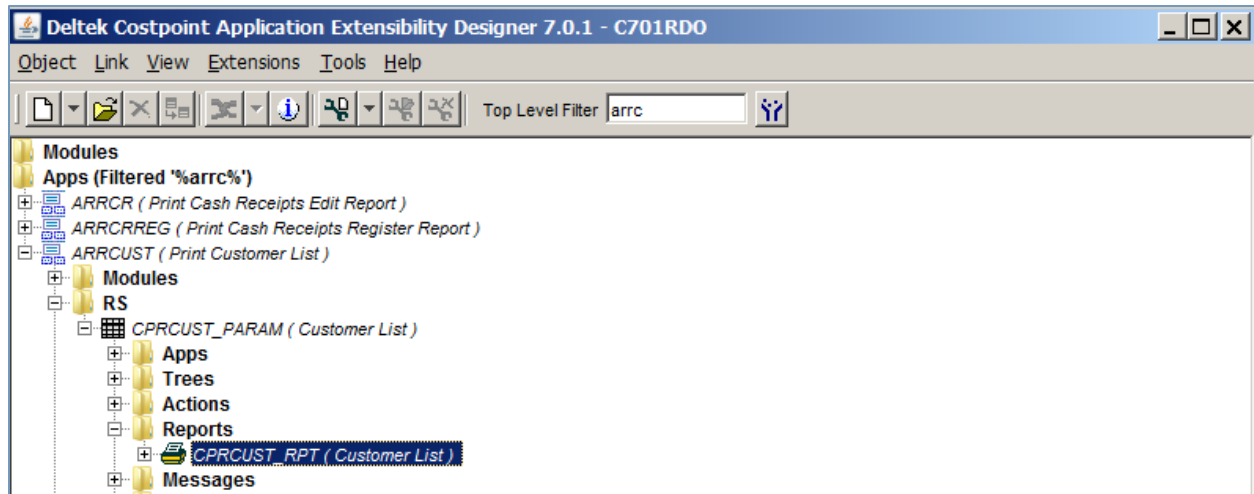 Deltek Costpoint Application Extensibility Designer 7.0.1 - C701RDO
Object Link View Extensions Tools Help
Top Level Filter arrc
Modules
Apps (Filtered '%arrc%')
ARRCR ( Print Cash Receipts Edit Report )
ARRCRREG ( Print Cash Receipts Register Report )
ARRCUST ( Print Customer List )
Modules
RS
CPRCUST_PARAM ( Customer List )
Apps
Trees
Actions
Reports
CPRCUST_RPT ( Customer List )
Messages